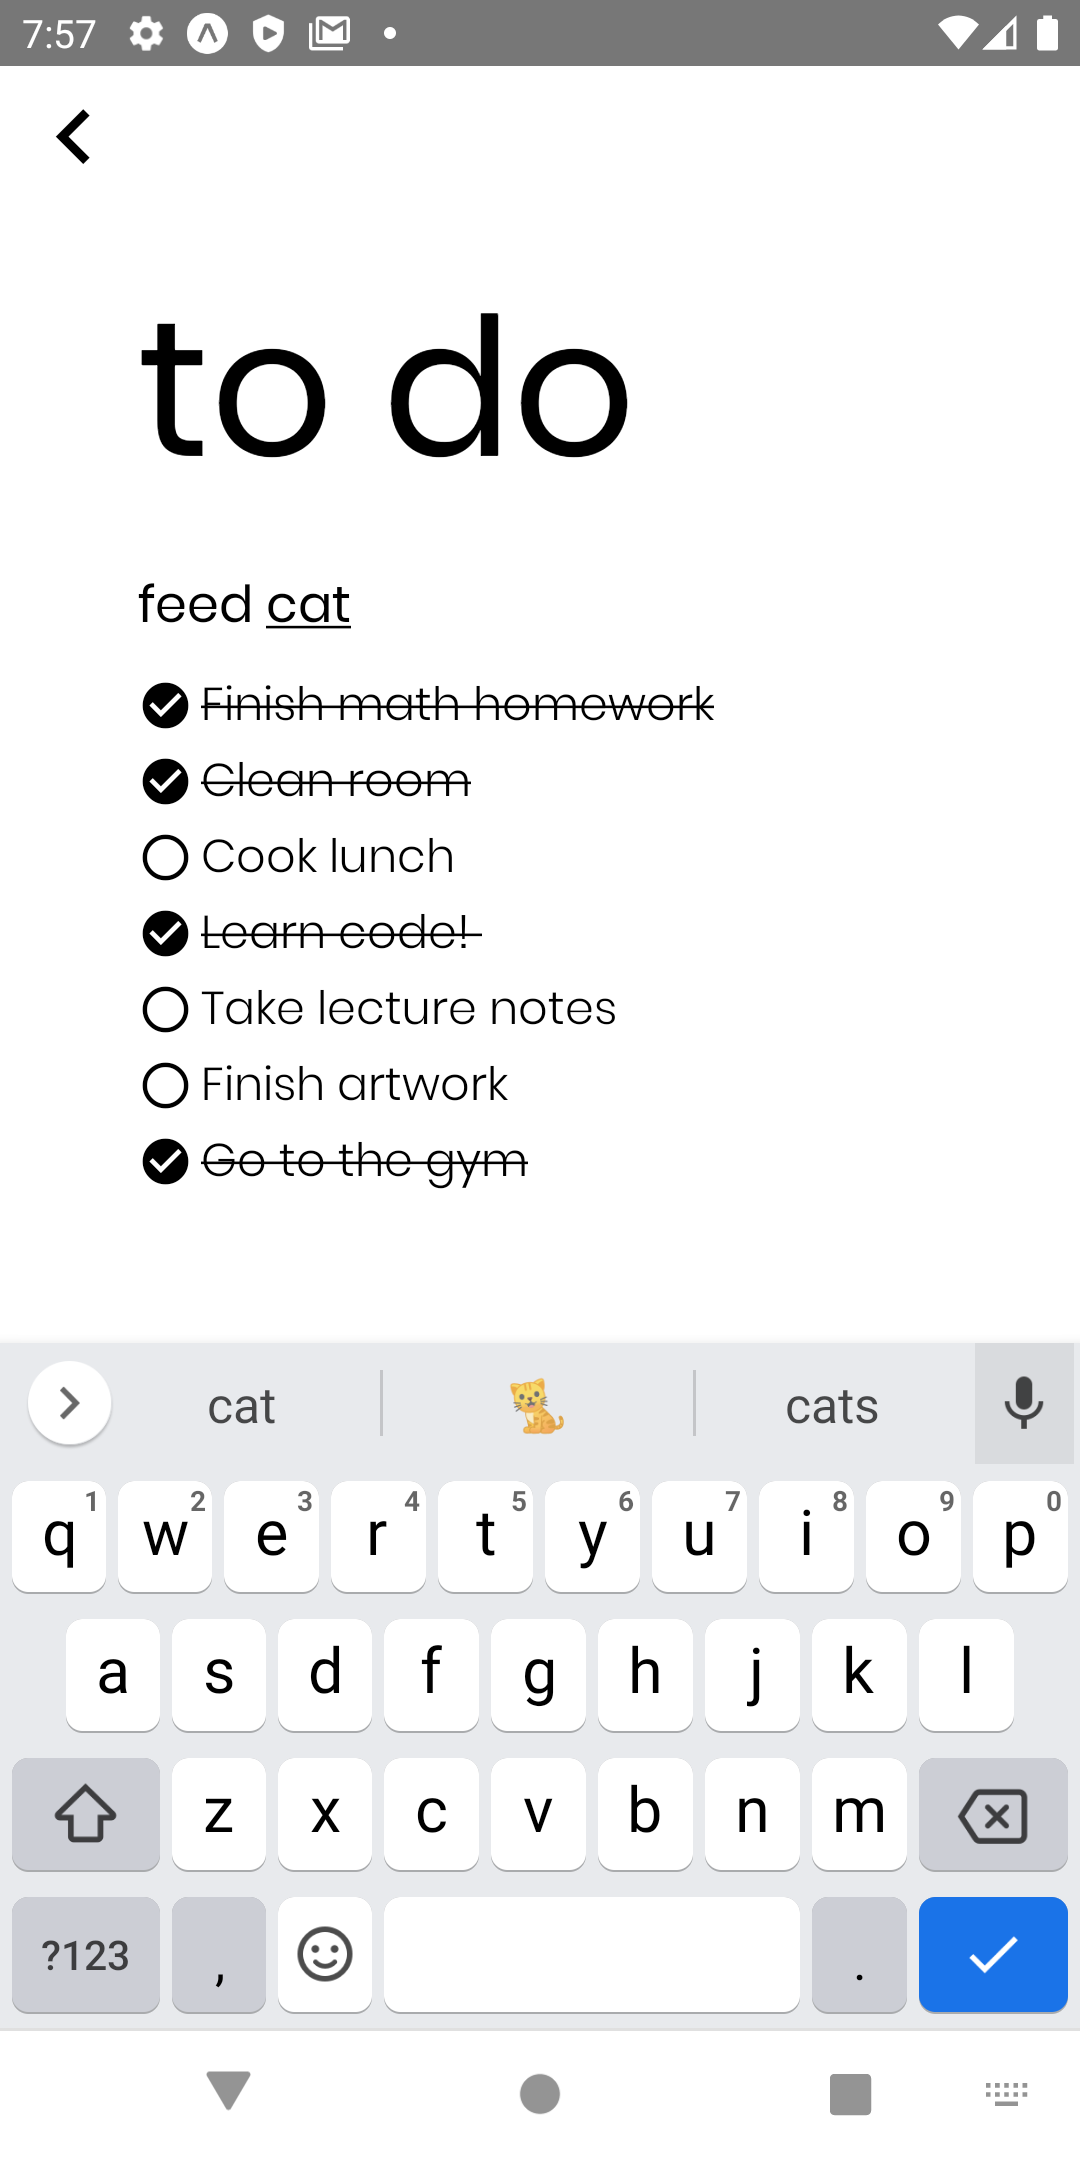 7:57
to do
feed cat
Finish math homework
Clean room
Cook lunch
Learn code!
Take lecture notes
Finish artwork
Go to the gym
cat cats
q 1 w 2 e 3 r 4 t 5 y 6 u 7 i 8 o 9 p 0
a s d f g h j k l
z x c v b n m
?123 , .